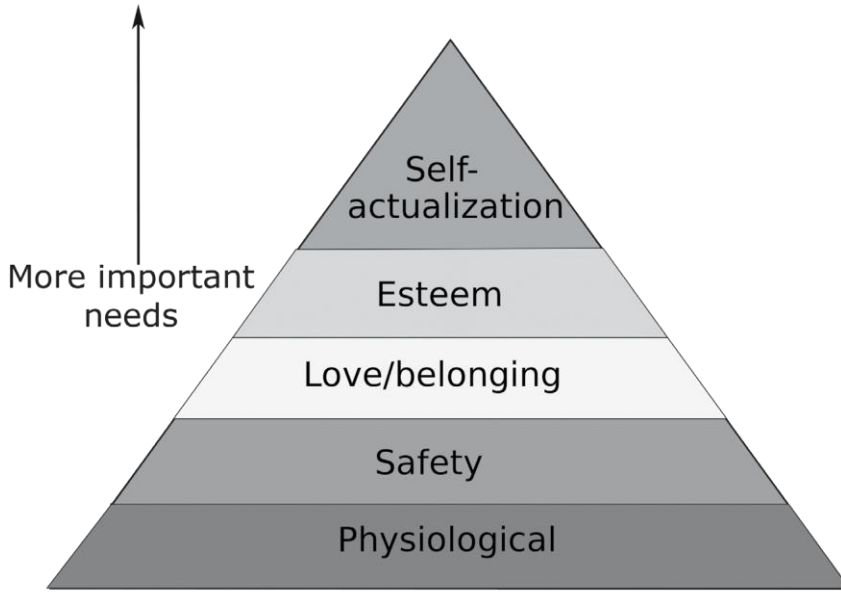 Self-
actualization
More important
needs
Esteem
Love/belonging
Safety
Physiological